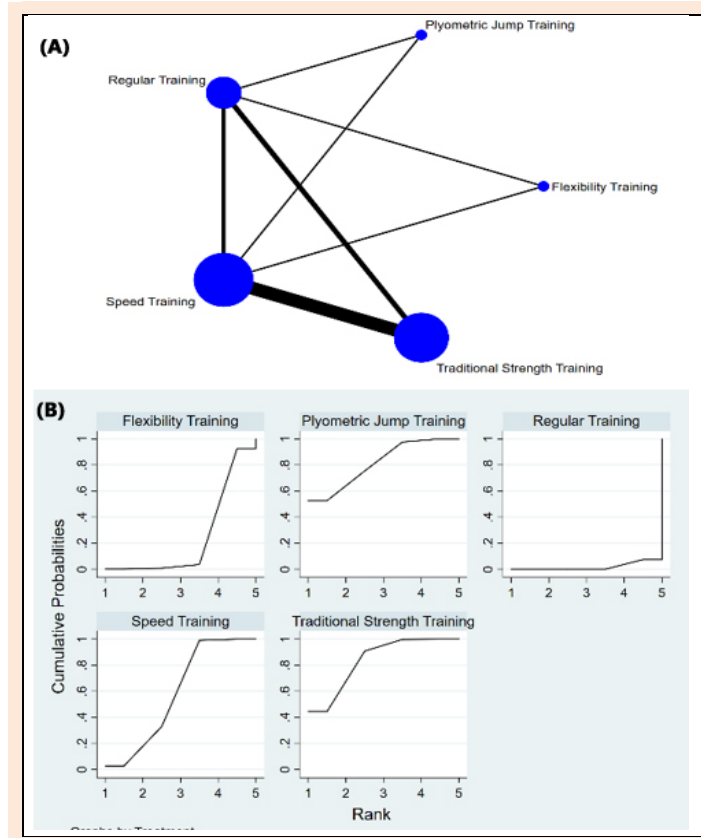 (A)
Plyometric Jump Training
Regular Training
Flexibility Training
Speed Training
Traditional Strength Training
(B)
Flexibility Training
Plyometric Jump Training
Regular Training
Cumulative Probabilities
0 .2 .4 .6 .8 1
0 .2 .4 .6 .8 1
0 .2 .4 .6 .8 1
1 2 3 4 5
1 2 3 4 5
1 2 3 4 5
Speed Training
Traditional Strength Training
0 .2 .4 .6 .8 1
0 .2 .4 .6 .8 1
1 2 3 4 5
1 2 3 4 5
Rank
Graphs by Treatment